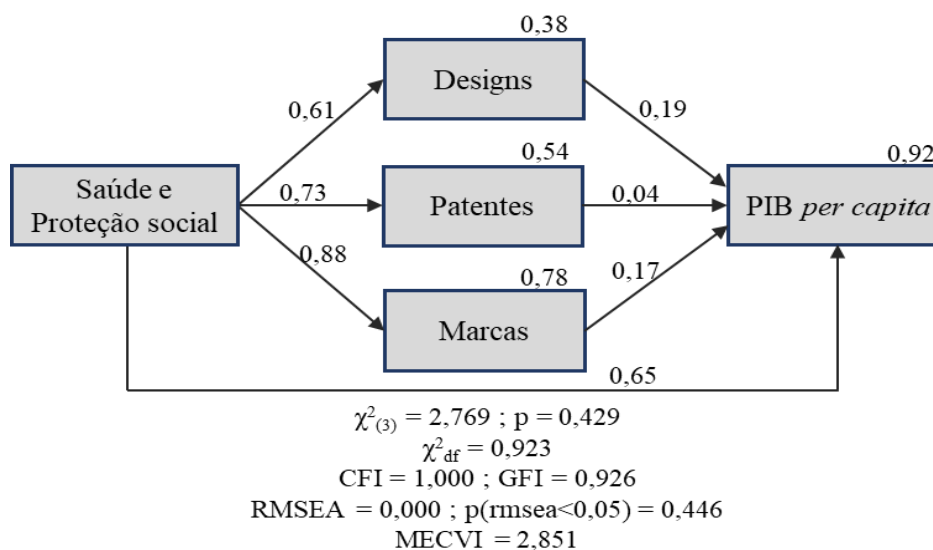 0,38
Designs
0,61
0,19
0,54
0,92
Saúde e
Proteção social
0,73
Patentes
0,04
PIB per capita
0,88
0,78
0,17
Marcas
0,65
χ²(3) = 2,769 ; p = 0,429
χ²df = 0,923
CFI = 1,000 ; GFI = 0,926
RMSEA = 0,000 ; p(rmsea<0,05) = 0,446
MECVI = 2,851